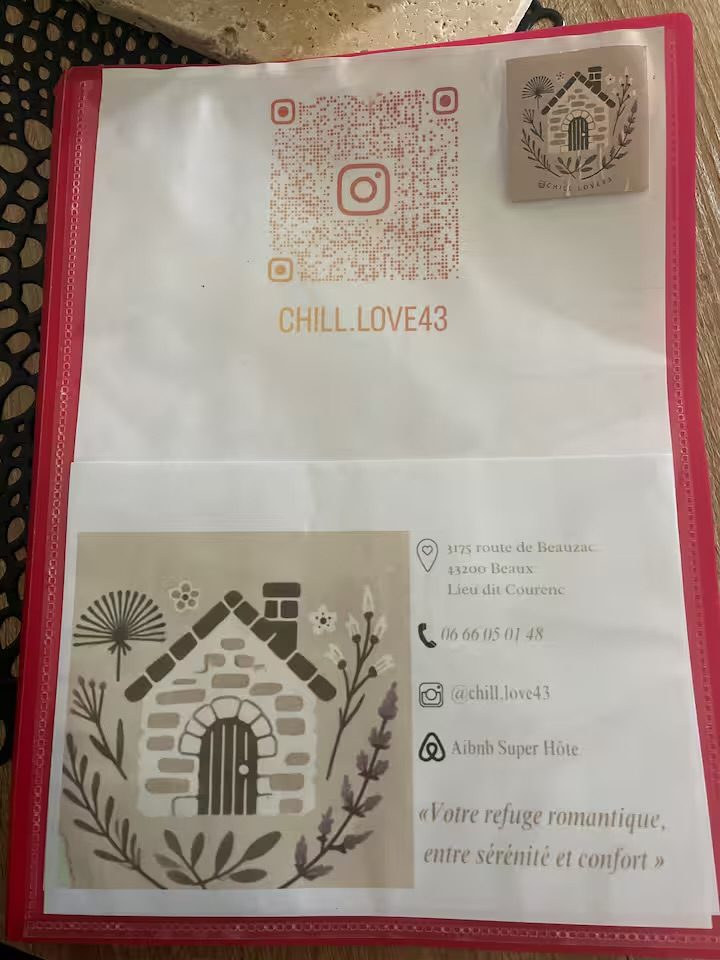 @CHILL.LOVE43
CHILL.LOVE43
3175 route de Beauzac
43200 Beaux
Lieu dit Courenc
06 66 05 01 48
@chill.love43
Aibnb Super Hôte
«Votre refuge romantique,
entre sérénité et confort »